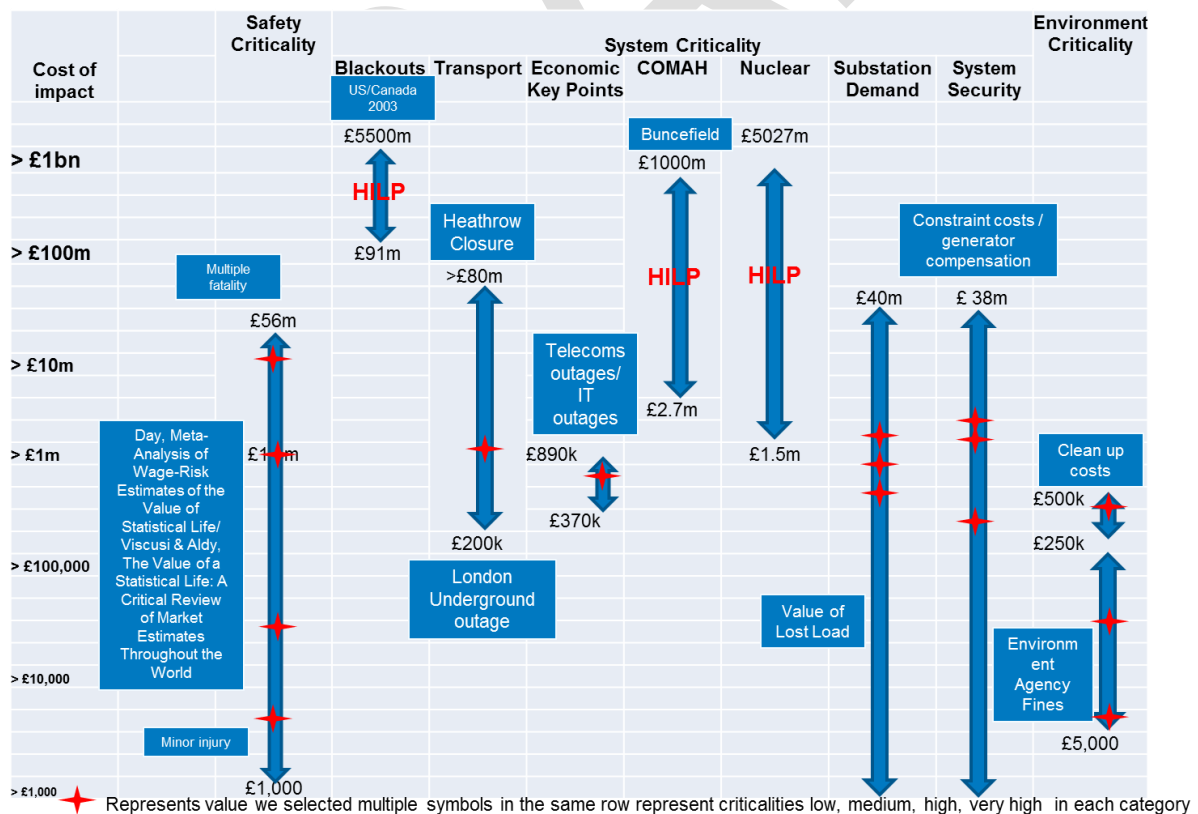 Safety
Criticality
System Criticality
Environment
Criticality
Cost of
impact
Blackouts
Transport
Economic
Key Points
COMAH
Nuclear
Substation
Demand
System
Security
US/Canada
2003
£5500m
Buncefield
£5027m
> £1bn
£1000m
HILP
Heathrow
Closure
Constraint costs /
generator
compensation
> £100m
£91m
Multiple
fatality
>£80m
HILP
HILP
£40m
£ 38m
£56m
Telecoms
outages/
IT
outages
> £10m
£2.7m
Day, Meta-
Analysis of
Wage-Risk
Estimates of the
Value of
Statistical Life/
Viscusi & Aldy,
The Value of a
Statistical Life: A
Critical Review
of Market
Estimates
Throughout the
World
> £1m
£890k
£1.5m
Clean up
costs
£500k
£370k
£200k
£250k
> £100,000
London
Underground
outage
Value of
Lost Load
Environm
ent
Agency
Fines
> £10,000
Minor injury
£5,000
> £1,000
£1,000
Represents value we selected multiple symbols in the same row represent criticalities low, medium, high, very high in each category